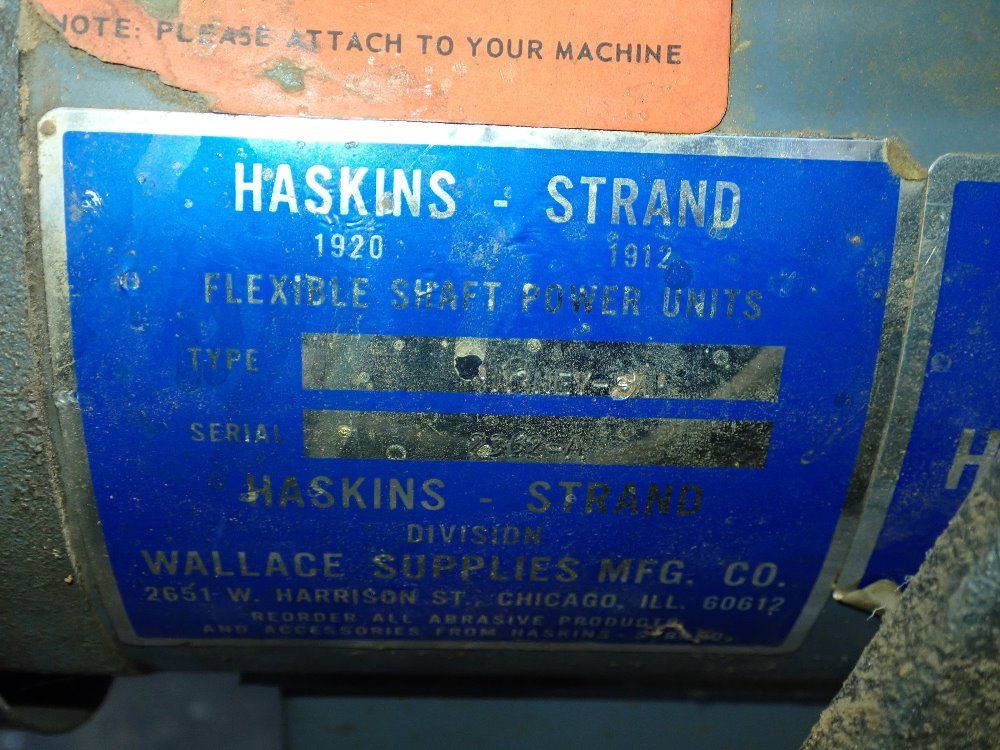 NOTE: PLEASE ATTACH TO YOUR MACHINE
HASKINS - STRAND
1920 1912
FLEXIBLE SHAFT POWER UNITS
TYPE
SERIAL
HASKINS - STRAND
DIVISION
WALLACE SUPPLIES MFG. CO.
2651 W. HARRISON ST., CHICAGO, ILL. 60612
REORDER ALL ABRASIVE PRODUCTS
AND ACCESSORIES FROM HASKINS - STRAND
H